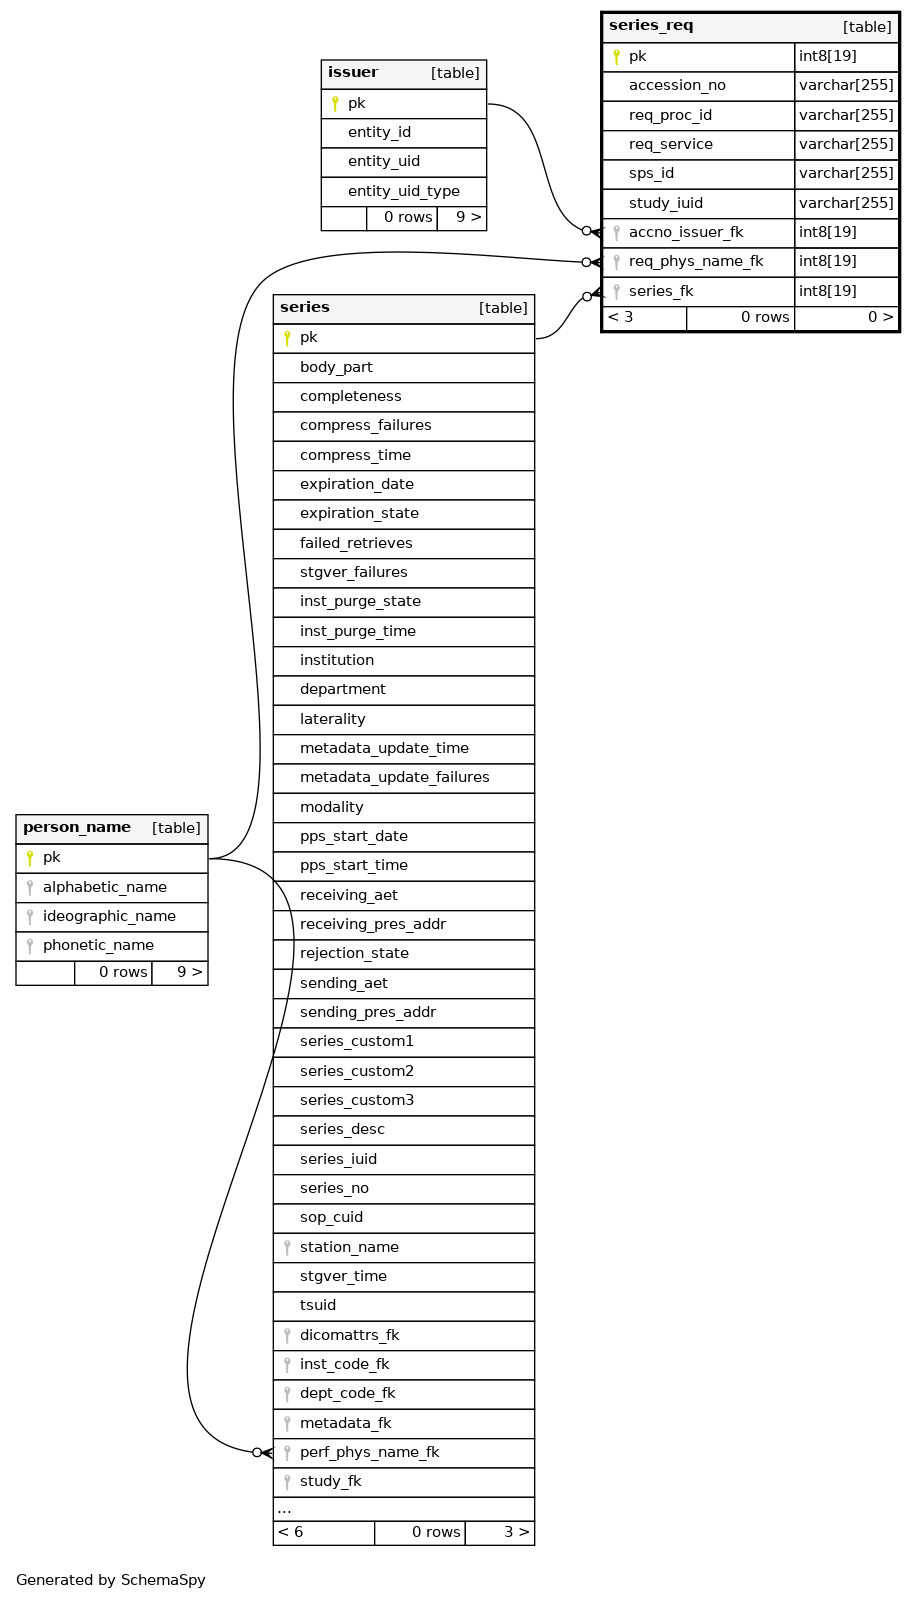 series_req [table]
pk int8[19]
accession_no varchar[255]
req_proc_id varchar[255]
req_service varchar[255]
sps_id varchar[255]
study_iuid varchar[255]
accno_issuer_fk int8[19]
req_phys_name_fk int8[19]
series_fk int8[19]
< 3 0 rows 0 >
issuer [table]
pk
entity_id
entity_uid
entity_uid_type
0 rows 9 >
series [table]
pk
body_part
completeness
compress_failures
compress_time
expiration_date
expiration_state
failed_retrieves
stgver_failures
inst_purge_state
inst_purge_time
institution
department
laterality
metadata_update_time
metadata_update_failures
modality
pps_start_date
pps_start_time
receiving_aet
receiving_pres_addr
rejection_state
sending_aet
sending_pres_addr
series_custom1
series_custom2
series_custom3
series_desc
series_iuid
series_no
sop_cuid
station_name
stgver_time
tsuid
dicomattrs_fk
inst_code_fk
dept_code_fk
metadata_fk
perf_phys_name_fk
study_fk
...
< 6 0 rows 3 >
person_name [table]
pk
alphabetic_name
ideographic_name
phonetic_name
0 rows 9 >
Generated by SchemaSpy